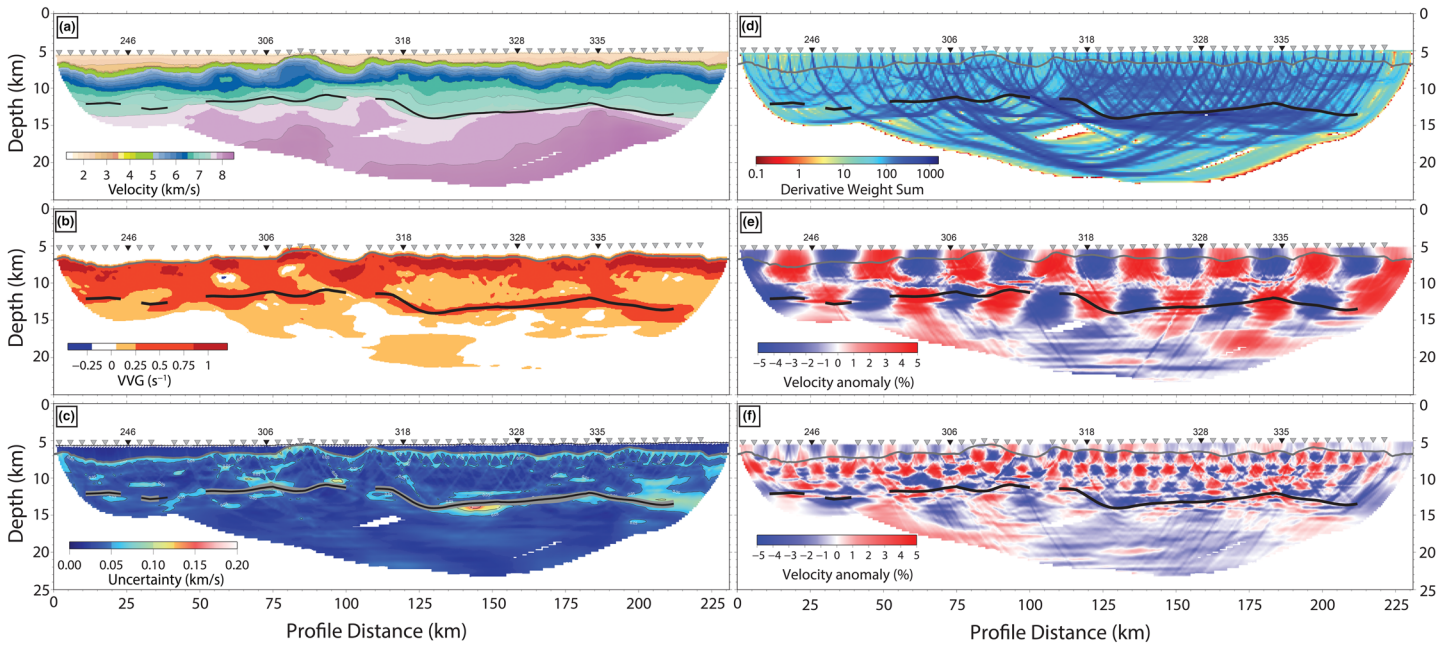 (a)
246 306 318 328 335
0
5
10
15
20
Depth (km)
2 3 4 5 6 7 8
Velocity (km/s)
(b)
246 306 318 328 335
0
5
10
15
20
Depth (km)
−0.25 0 0.25 0.5 0.75 1
VVG (s⁻¹)
(c)
246 306 318 328 335
0
5
10
15
20
25
Depth (km)
0.00 0.05 0.10 0.15 0.20
Uncertainty (km/s)
0 25 50 75 100 125 150 175 200 225
Profile Distance (km)
(d)
246 306 318 328 335
0
5
10
15
20
0.1 1 10 100 1000
Derivative Weight Sum
(e)
246 306 318 328 335
0
5
10
15
20
−5 −4 −3 −2 −1 0 1 2 3 4 5
Velocity anomaly (%)
(f)
246 306 318 328 335
0
5
10
15
20
25
−5 −4 −3 −2 −1 0 1 2 3 4 5
Velocity anomaly (%)
0 25 50 75 100 125 150 175 200 225
Profile Distance (km)